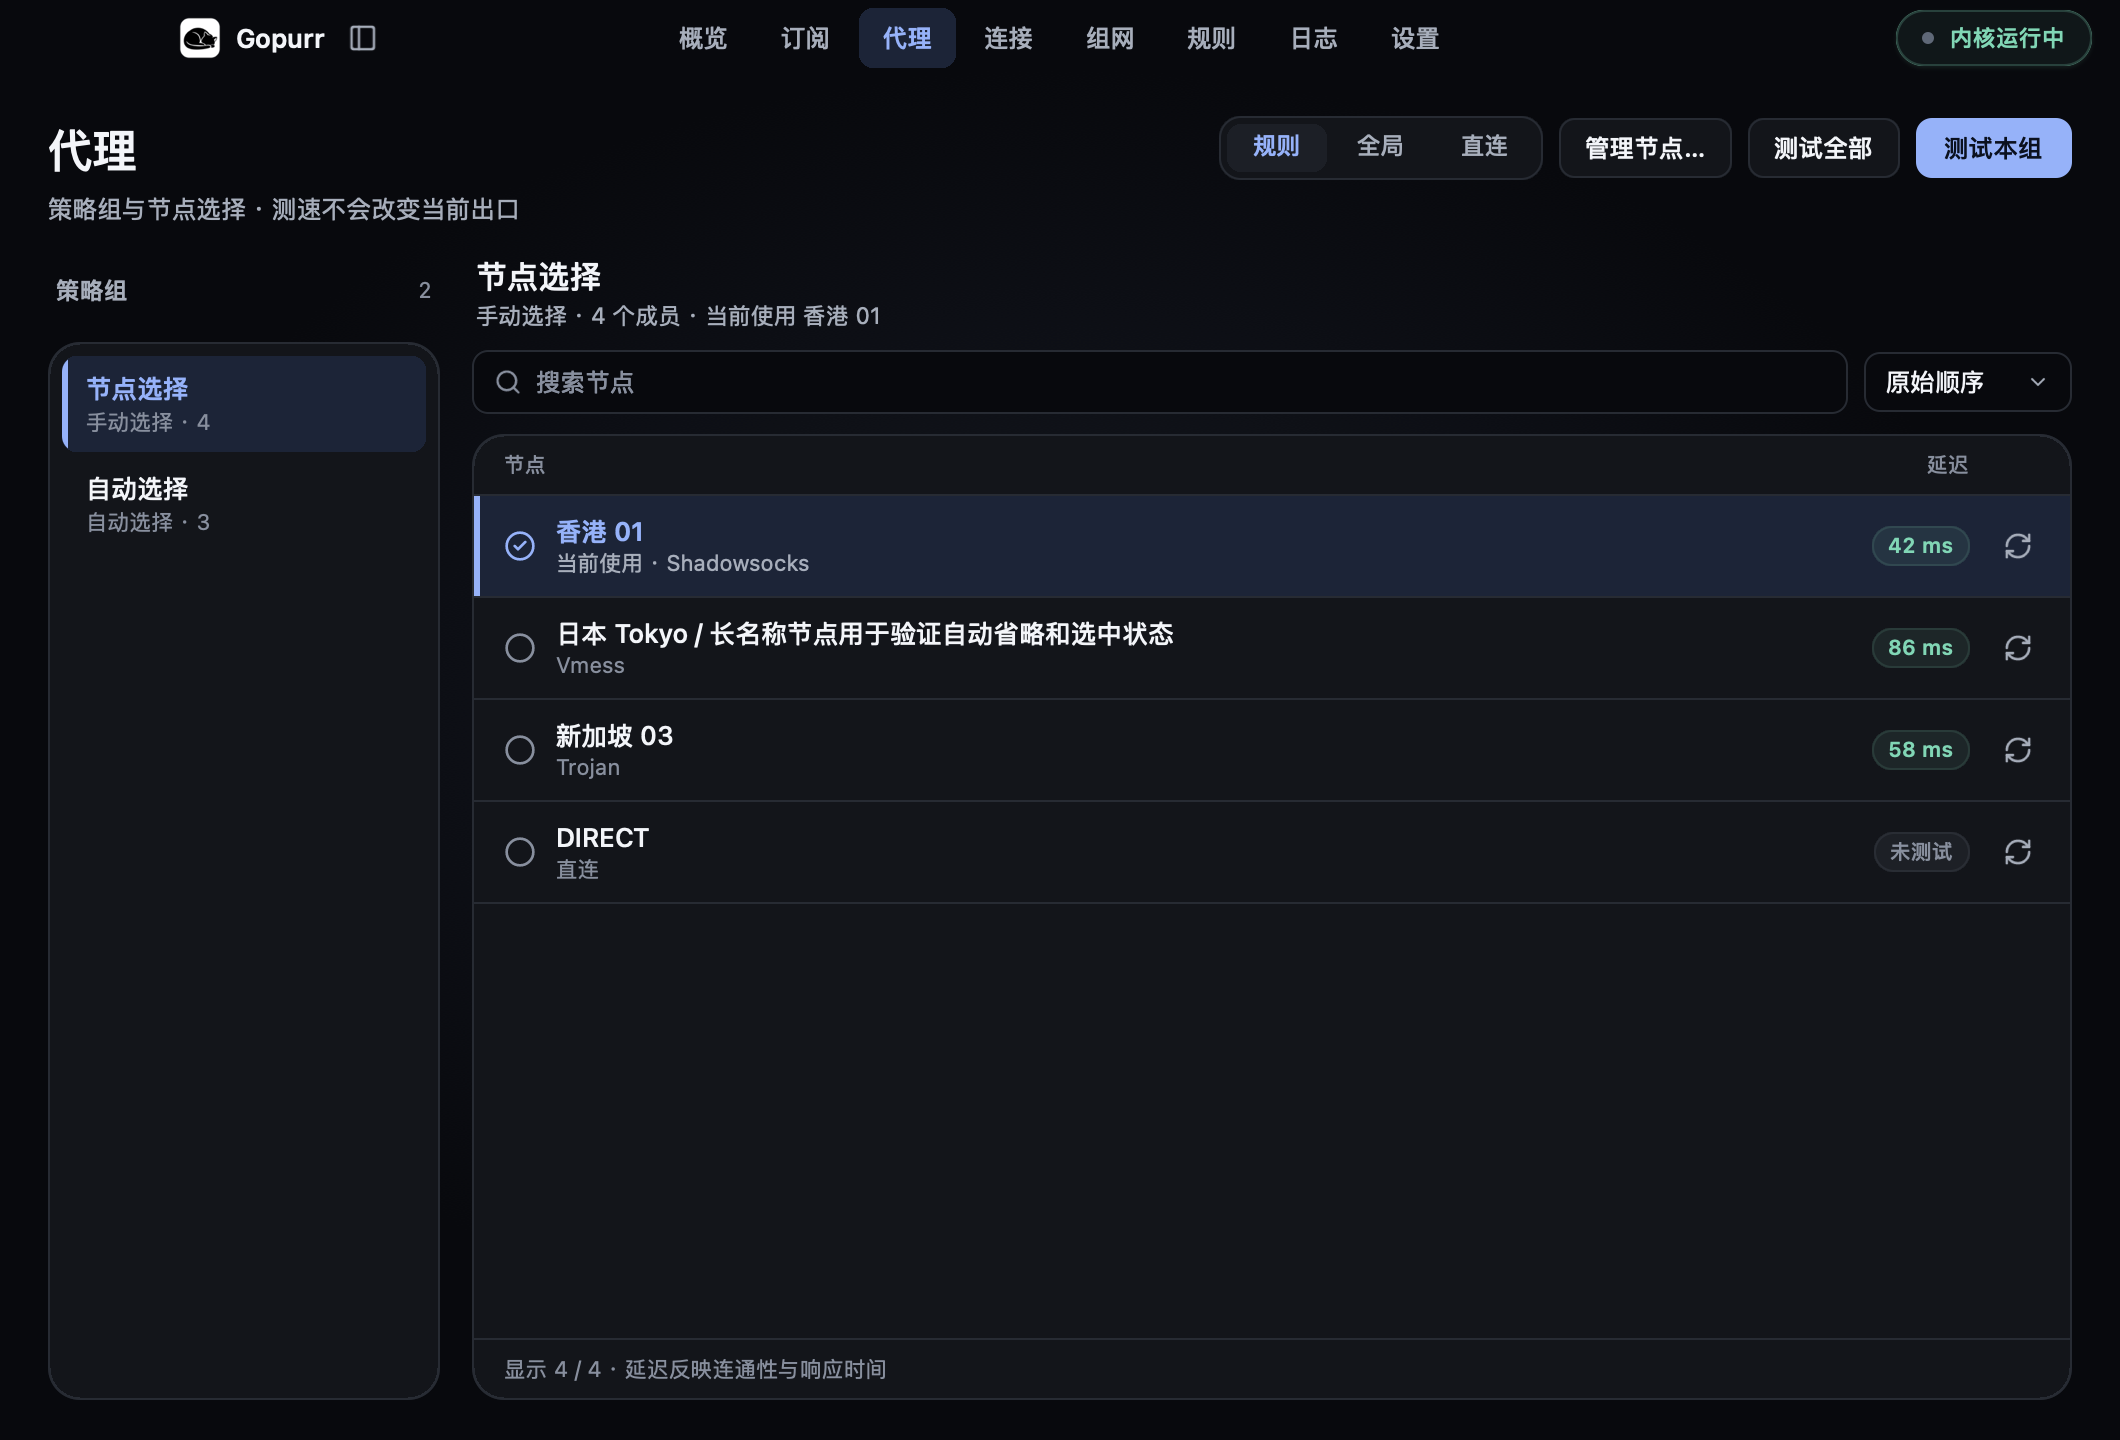 Gopurr
概览 订阅 代理 连接 组网 规则 日志 设置
内核运行中
代理
策略组与节点选择 · 测速不会改变当前出口
规则 全局 直连 管理节点... 测试全部 测试本组
策略组 2
节点选择
手动选择 · 4
自动选择
自动选择 · 3
节点选择
手动选择 · 4 个成员 · 当前使用 香港 01
搜索节点 原始顺序
节点 延迟
香港 01
当前使用 · Shadowsocks
42 ms
日本 Tokyo / 长名称节点用于验证自动省略和选中状态
Vmess
86 ms
新加坡 03
Trojan
58 ms
DIRECT
直连
未测试
显示 4 / 4 · 延迟反映连通性与响应时间